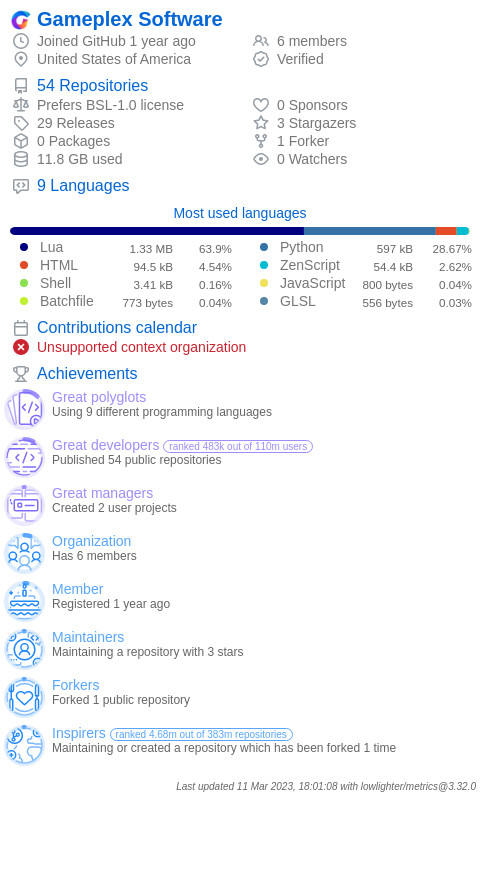 Gameplex Software
Joined GitHub 1 year ago
6 members
United States of America
Verified
54 Repositories
Prefers BSL-1.0 license
0 Sponsors
29 Releases
3 Stargazers
0 Packages
1 Forker
11.8 GB used
0 Watchers
9 Languages
Most used languages
Lua 1.33 MB 63.9%
Python 597 kB 28.67%
HTML 94.5 kB 4.54%
ZenScript 54.4 kB 2.62%
Shell 3.41 kB 0.16%
JavaScript 800 bytes 0.04%
Batchfile 773 bytes 0.04%
GLSL 556 bytes 0.03%
Contributions calendar
Unsupported context organization
Achievements
Great polyglots
Using 9 different programming languages
Great developers ranked 483k out of 110m users
Published 54 public repositories
Great managers
Created 2 user projects
Organization
Has 6 members
Member
Registered 1 year ago
Maintainers
Maintaining a repository with 3 stars
Forkers
Forked 1 public repository
Inspirers ranked 4.68m out of 383m repositories
Maintaining or created a repository which has been forked 1 time
Last updated 11 Mar 2023, 18:01:08 with lowlighter/metrics@3.32.0